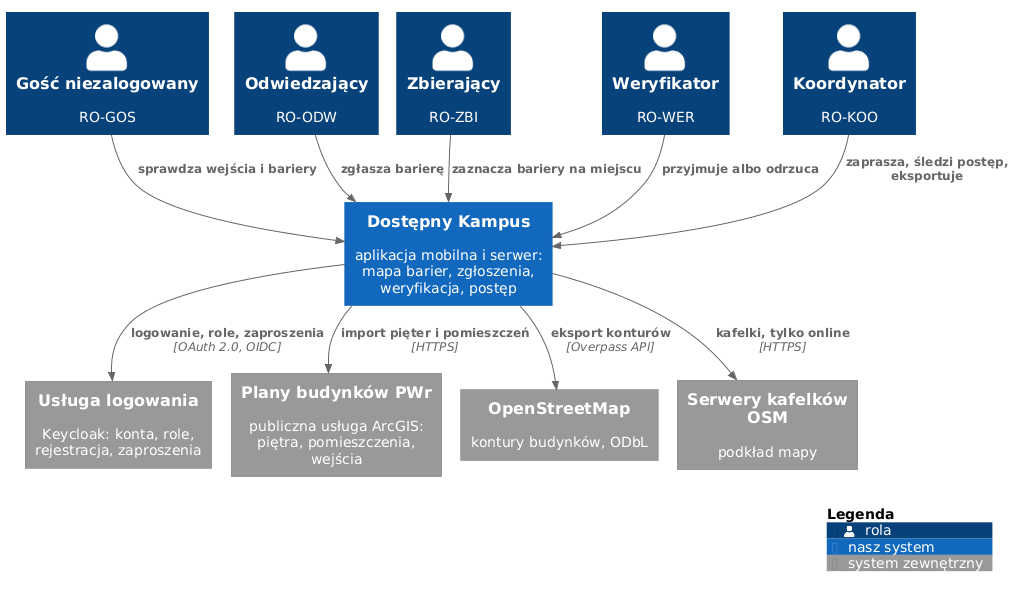 Gość niezalogowany
RO-GOS
Odwiedzający
RO-ODW
Zbierający
RO-ZBI
Weryfikator
RO-WER
Koordynator
RO-KOO
sprawdza wejścia i bariery
zgłasza barierę
zaznacza bariery na miejscu
przyjmuje albo odrzuca
zaprasza, śledzi postęp,
eksportuje
Dostępny Kampus
aplikacja mobilna i serwer:
mapa barier, zgłoszenia,
weryfikacja, postęp
logowanie, role, zaproszenia
[OAuth 2.0, OIDC]
import pięter i pomieszczeń
[HTTPS]
eksport konturów
[Overpass API]
kafelki, tylko online
[HTTPS]
Usługa logowania
Keycloak: konta, role,
rejestracja, zaproszenia
Plany budynków PWr
publiczna usługa ArcGIS:
piętra, pomieszczenia,
wejścia
OpenStreetMap
kontury budynków, ODbL
Serwery kafelków
OSM
podkład mapy
Legenda
rola
nasz system
system zewnętrzny